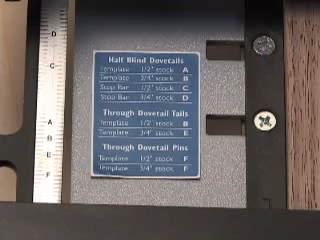 Half Blind Dovetails
Template 1/2" stock A
Template 3/4" stock B
Stop Bar 1/2" stock C
Stop Bar 3/4" stock D
Through Dovetail Tails
Template 1/2" stock B
Template 3/4" stock E
Through Dovetail Pins
Template 1/2" stock F
Template 3/4" stock F
D
C
A
B
E
F